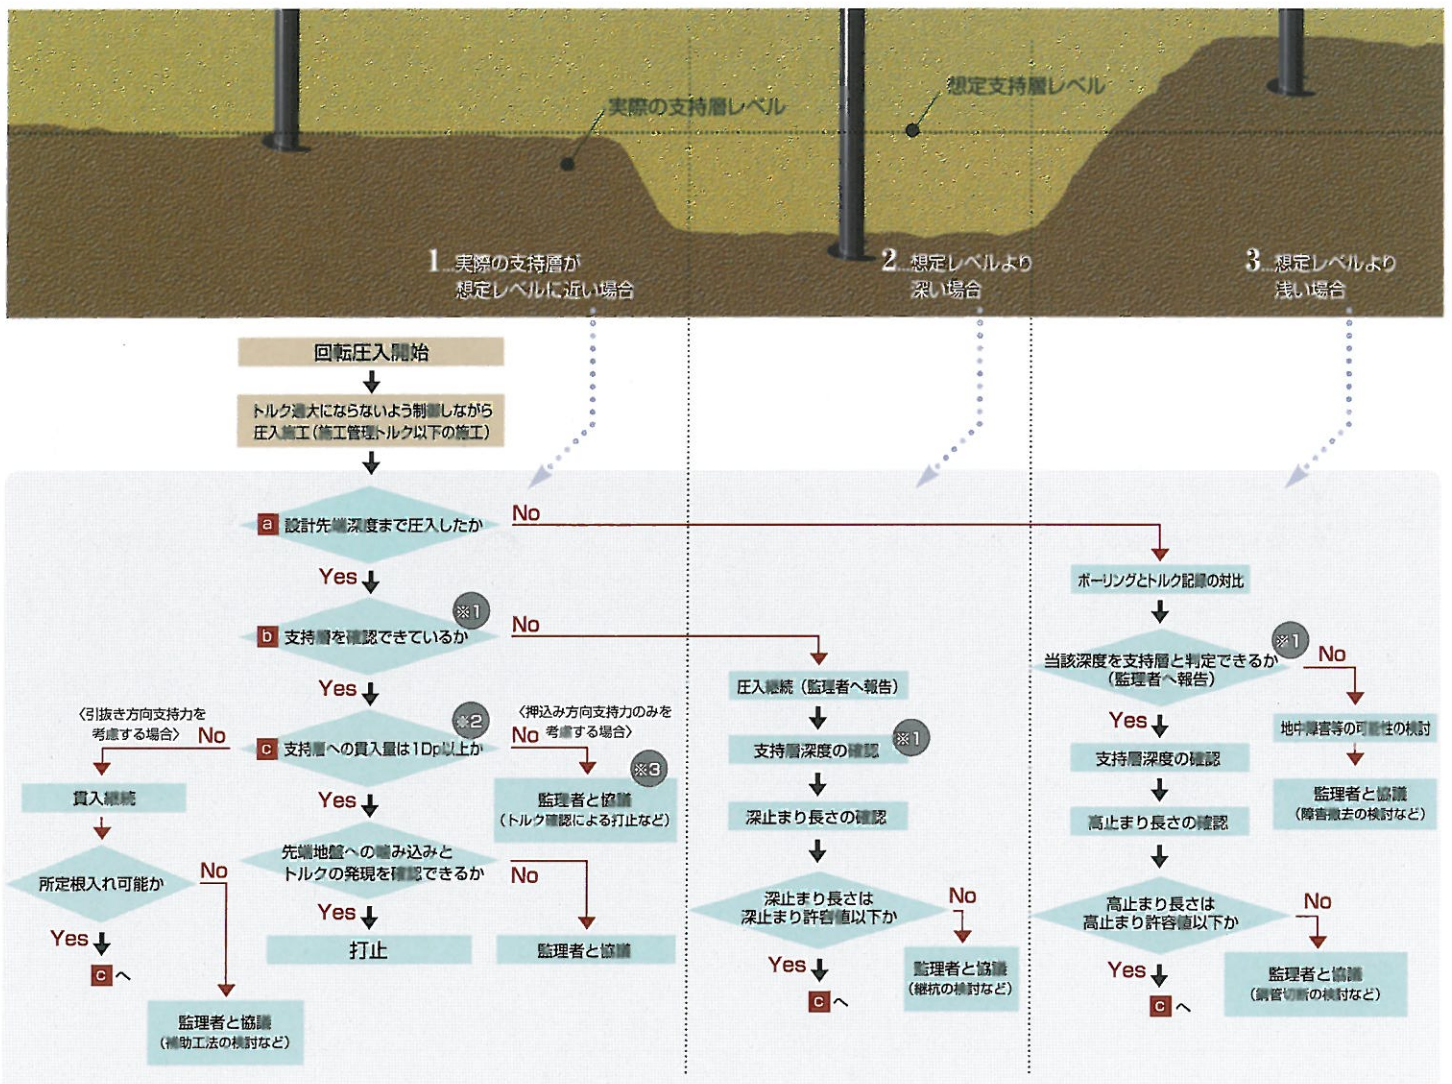 実際の支持層レベル
想定支持層レベル
1...実際の支持層が
想定レベルに近い場合
2...想定レベルより
深い場合
3...想定レベルより
浅い場合
回転圧入開始
トルク過大にならないよう制御しながら
圧入施工(施工管理トルク以下の施工)
a 設計先端深度まで圧入したか
No
Yes
b 支持層を確認できているか
※1
No
Yes
〈引抜き方向支持力を
考慮する場合〉
No
c 支持層への貫入量は1Dp以上か
※2
〈押込み方向支持力のみを
考慮する場合〉
No
Yes
貫入継続
所定根入れ可能か
No
Yes
cへ
監理者と協議
(補助工法の検討など)
※3
監理者と協議
(トルク確認による打止など)
先端地盤への噛み込みと
トルクの発現を確認できるか
No
Yes
打止
監理者と協議
圧入継続(監理者へ報告)
支持層深度の確認
※1
深止まり長さの確認
深止まり長さは
深止まり許容値以下か
No
Yes
cへ
監理者と協議
(継杭の検討など)
ボーリングとトルク記録の対比
当該深度を支持層と判定できるか
(監理者へ報告)
※1
No
Yes
地中障害等の可能性の検討
監理者と協議
(障害撤去の検討など)
支持層深度の確認
高止まり長さの確認
高止まり長さは
高止まり許容値以下か
No
Yes
cへ
監理者と協議
(鋼管切断の検討など)